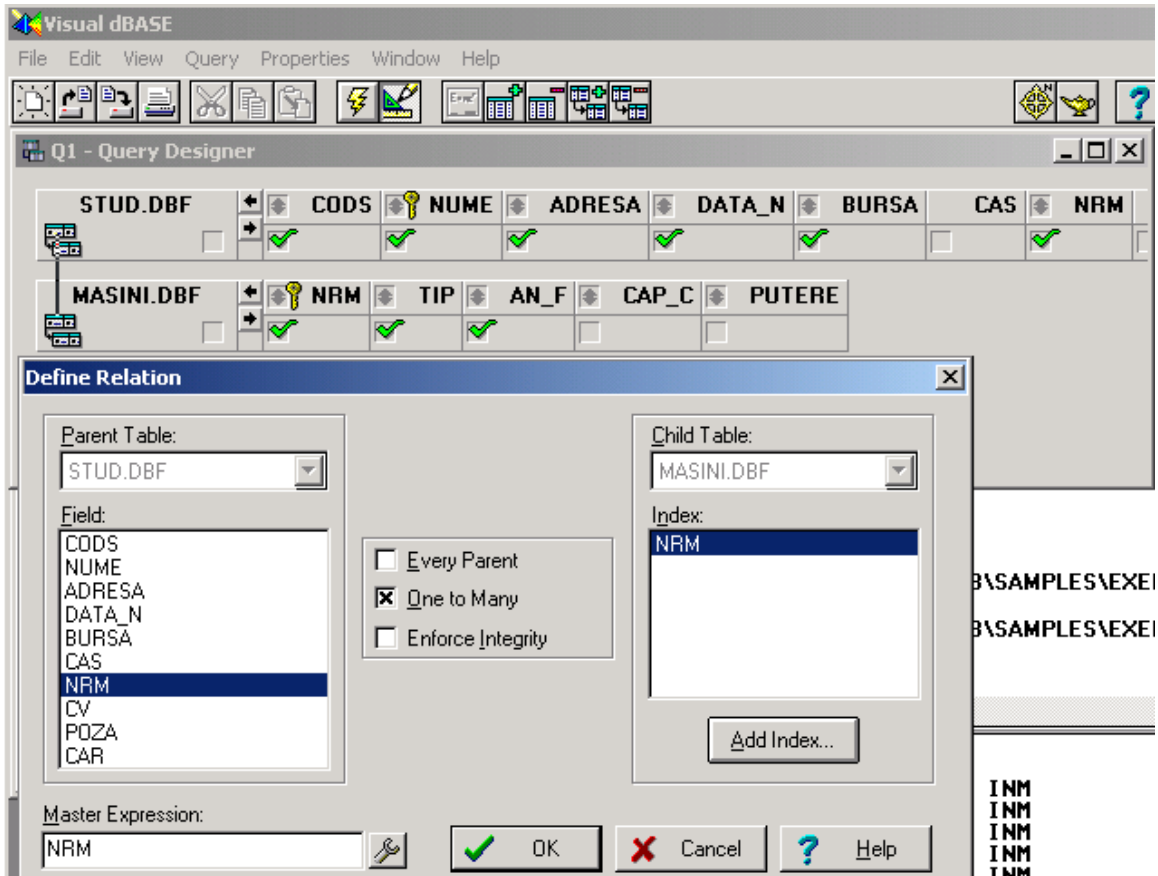 Visual dBASE
File Edit View Query Properties Window Help
Q1 - Query Designer
STUD.DBF CODS NUME ADRESA DATA_N BURSA CAS NRM
MASINI.DBF NRM TIP AN_F CAP_C PUTERE
Define Relation
Parent Table:
STUD.DBF
Field:
CODS
NUME
ADRESA
DATA_N
BURSA
CAS
NRM
CV
POZA
CAR
Every Parent
One to Many
Enforce Integrity
Child Table:
MASINI.DBF
Index:
NRM
Add Index...
Master Expression:
NRM
OK Cancel Help
\SAMPLES\EXE
\SAMPLES\EXE
INM
INM
INM
INM
INM